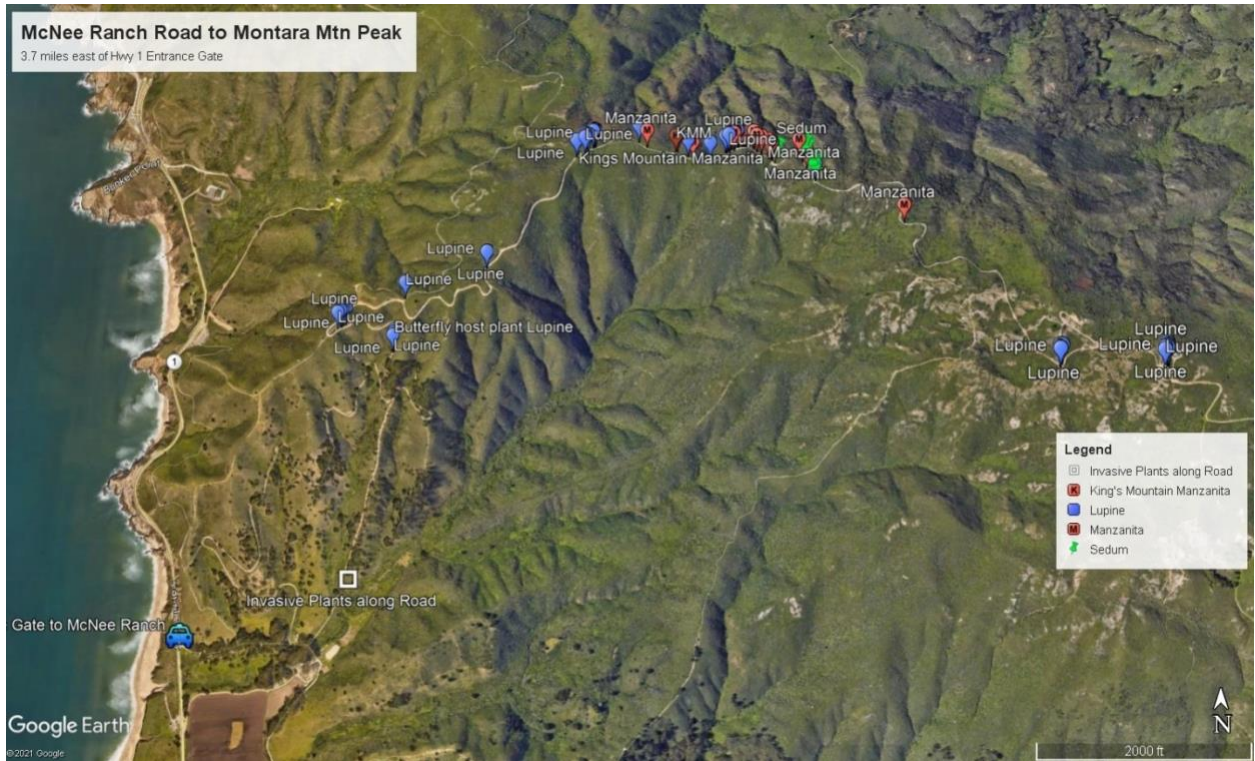 McNee Ranch Road to Montara Mtn Peak
3.7 miles east of Hwy 1 Entrance Gate
Manzanita
Lupine
Sedum
Lupine
Lupine
KMM
Lupine
Lupine
Kings Mountain Manzanita
Manzanita
Manzanita
Manzanita
Lupine
Lupine
Lupine
Lupine
Lupine
Lupine
Butterfly host plant Lupine
Lupine
Lupine
Lupine
Lupine
Lupine
Lupine
Lupine
Lupine
1
Legend
Invasive Plants along Road
K King's Mountain Manzanita
Lupine
M Manzanita
Sedum
Invasive Plants along Road
Gate to McNee Ranch
Google Earth
©2021 Google
N
2000 ft